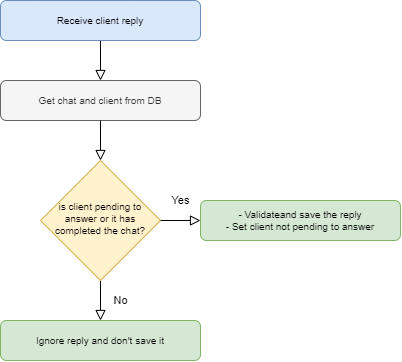 Receive client reply
Get chat and client from DB
is client pending to
answer or it has
completed the chat?
Yes
- Validateand save the reply
- Set client not pending to answer
No
Ignore reply and don't save it